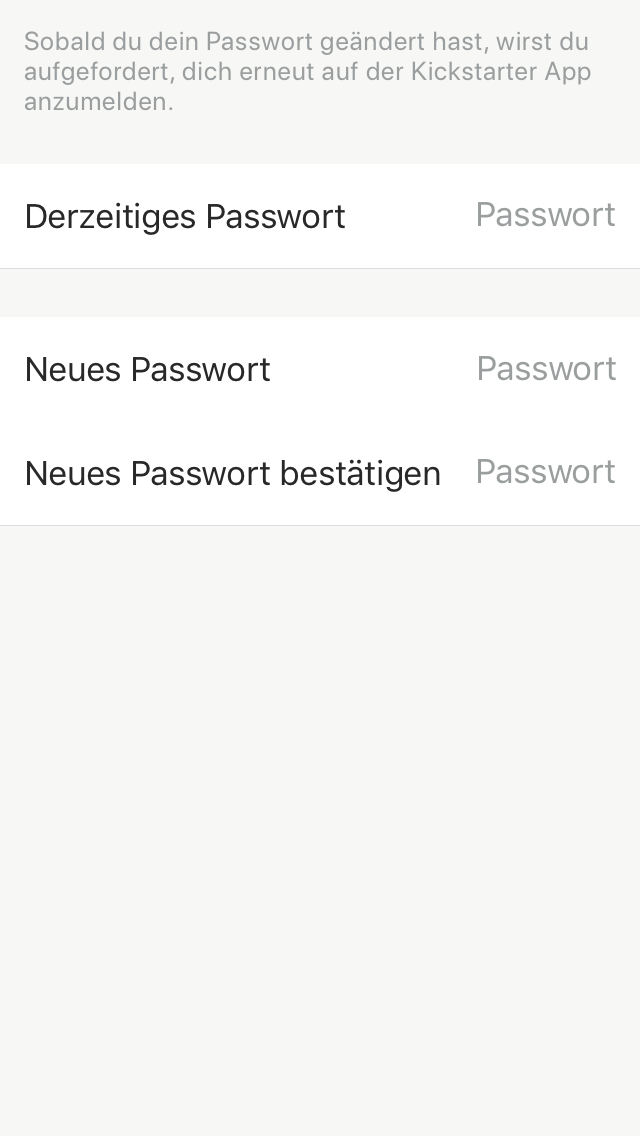 Sobald du dein Passwort geändert hast, wirst du
aufgefordert, dich erneut auf der Kickstarter App
anzumelden.
Derzeitiges Passwort Passwort
Neues Passwort Passwort
Neues Passwort bestätigen Passwort